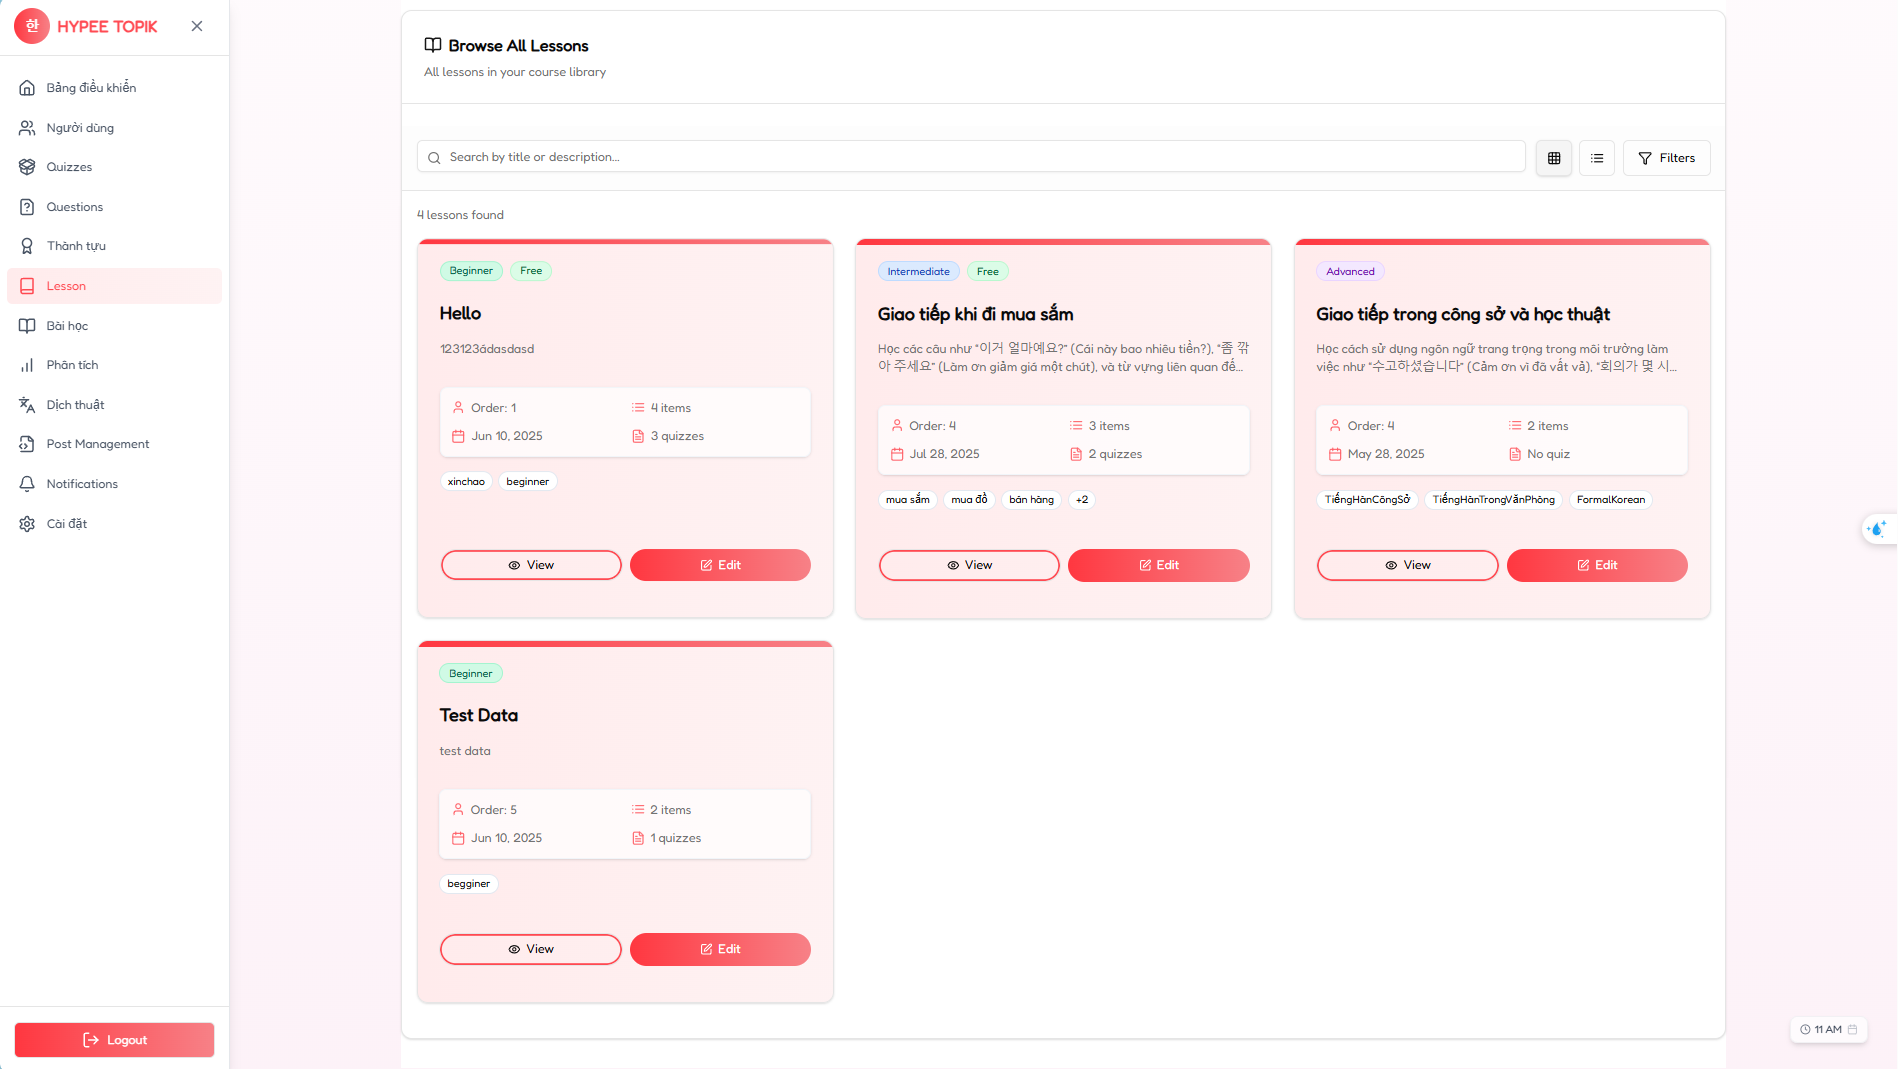 한 HYPEE TOPIK
Bảng điều khiển
Người dùng
Quizzes
Questions
Thành tựu
Lesson
Bài học
Phân tích
Dịch thuật
Post Management
Notifications
Cài đặt
Logout
Browse All Lessons
All lessons in your course library
Search by title or description...
Filters
4 lessons found
Beginner Free
Hello
123123ádasdasd
Order: 1 4 items
Jun 10, 2025 3 quizzes
xinchao beginner
View Edit
Intermediate Free
Giao tiếp khi đi mua sắm
Học các câu như "이거 얼마예요?" (Cái này bao nhiêu tiền?), "좀 깎
아 주세요" (Làm ơn giảm giá một chút), và từ vựng liên quan đế...
Order: 4 3 items
Jul 28, 2025 2 quizzes
mua sắm mua đồ bán hàng +2
View Edit
Advanced
Giao tiếp trong công sở và học thuật
Học cách sử dụng ngôn ngữ trang trọng trong môi trường làm
việc như "수고하셨습니다" (Cảm ơn vì đã vất vả), "회의가 몇 시...
Order: 4 2 items
May 28, 2025 No quiz
TiếngHànCôngSở TiếngHànTrongVănPhòng FormalKorean
View Edit
Beginner
Test Data
test data
Order: 5 2 items
Jun 10, 2025 1 quizzes
begginer
View Edit
11 AM